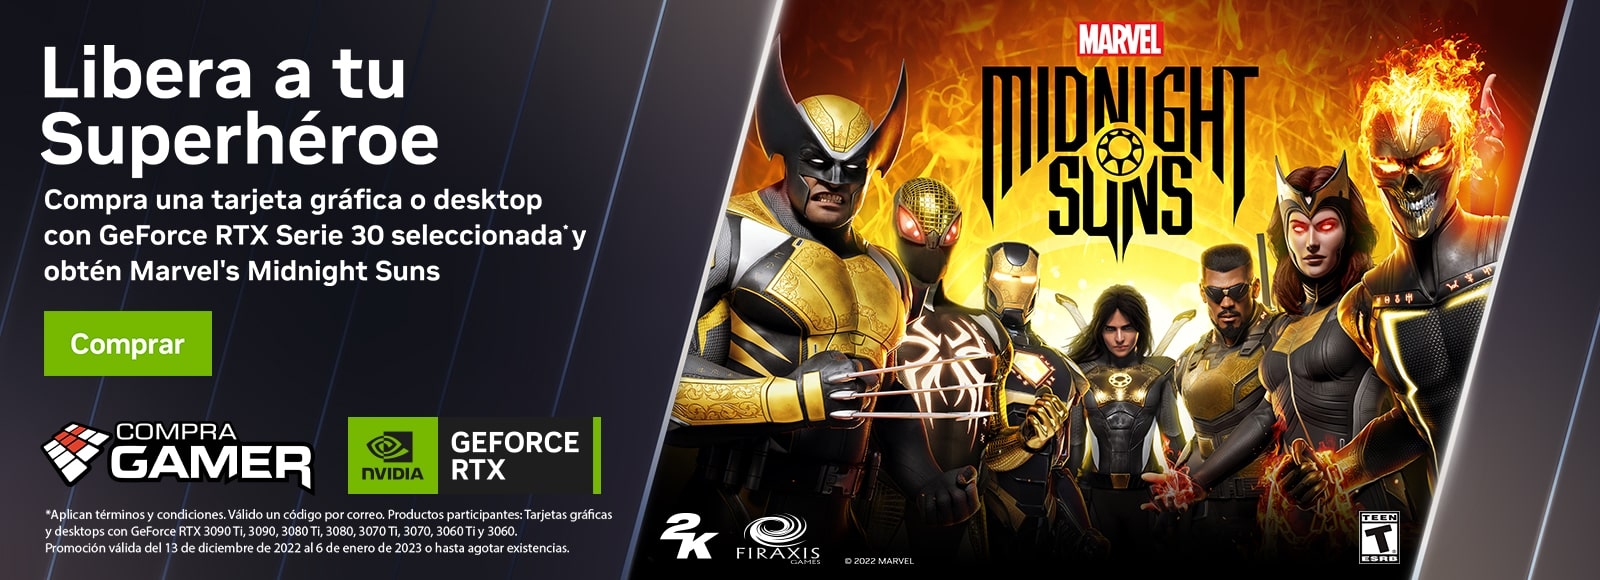 Libera a tu
Superhéroe
Compra una tarjeta gráfica o desktop
con GeForce RTX Serie 30 seleccionada* y
obtén Marvel's Midnight Suns
Comprar
COMPRA
GAMER
NVIDIA
GEFORCE
RTX
*Aplican términos y condiciones. Válido un código por correo. Productos participantes: Tarjetas gráficas
y desktops con GeForce RTX 3090 Ti, 3090, 3080 Ti, 3080, 3070 Ti, 3070, 3060 Ti y 3060.
Promoción válida del 13 de diciembre de 2022 al 6 de enero de 2023 o hasta agotar existencias.
MARVEL
MIDNIGHT
SUNS
2K
FIRAXIS
GAMES
© 2022 MARVEL
TEEN
T
ESRB